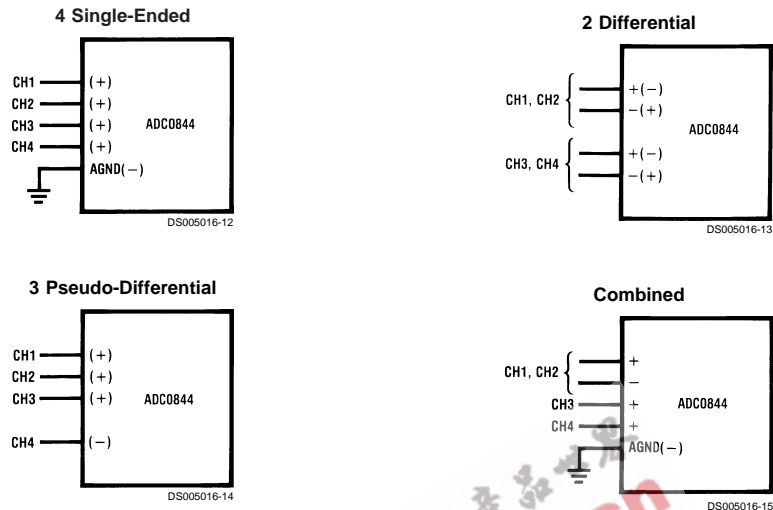 4 Single-Ended
CH1
(+)
CH2
(+)
CH3
(+)
CH4
(+)
ADC0844
AGND(−)
DS005016-12
2 Differential
CH1, CH2
+(−)
−(+)
CH3, CH4
+(−)
−(+)
ADC0844
DS005016-13
3 Pseudo-Differential
CH1
(+)
CH2
(+)
CH3
(+)
ADC0844
CH4
(−)
DS005016-14
Combined
CH1, CH2
+
−
CH3
+
ADC0844
CH4
+
AGND(−)
DS005016-15